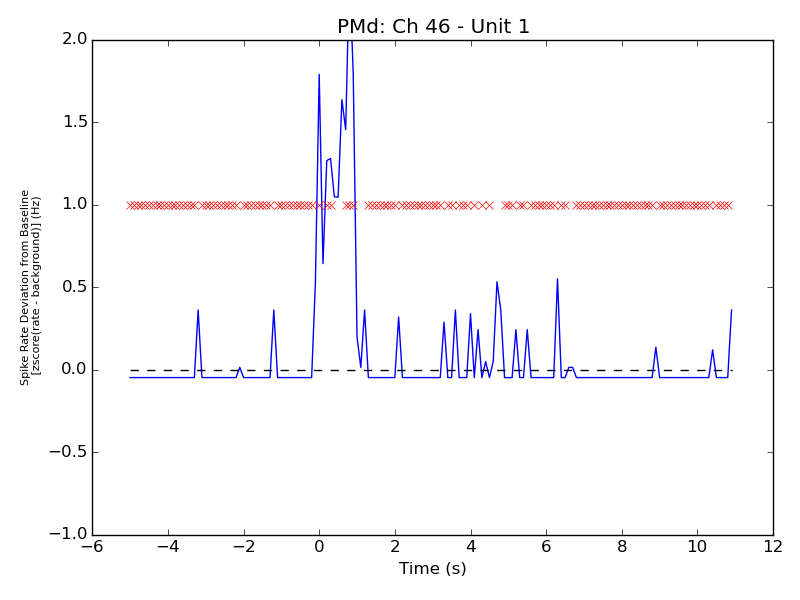 PMd: Ch 46 - Unit 1
2.0
1.5
1.0
0.5
0.0
−0.5
−1.0
Spike Rate Deviation from Baseline
[zscore(rate - background)] (Hz)
−6 −4 −2 0 2 4 6 8 10 12
Time (s)